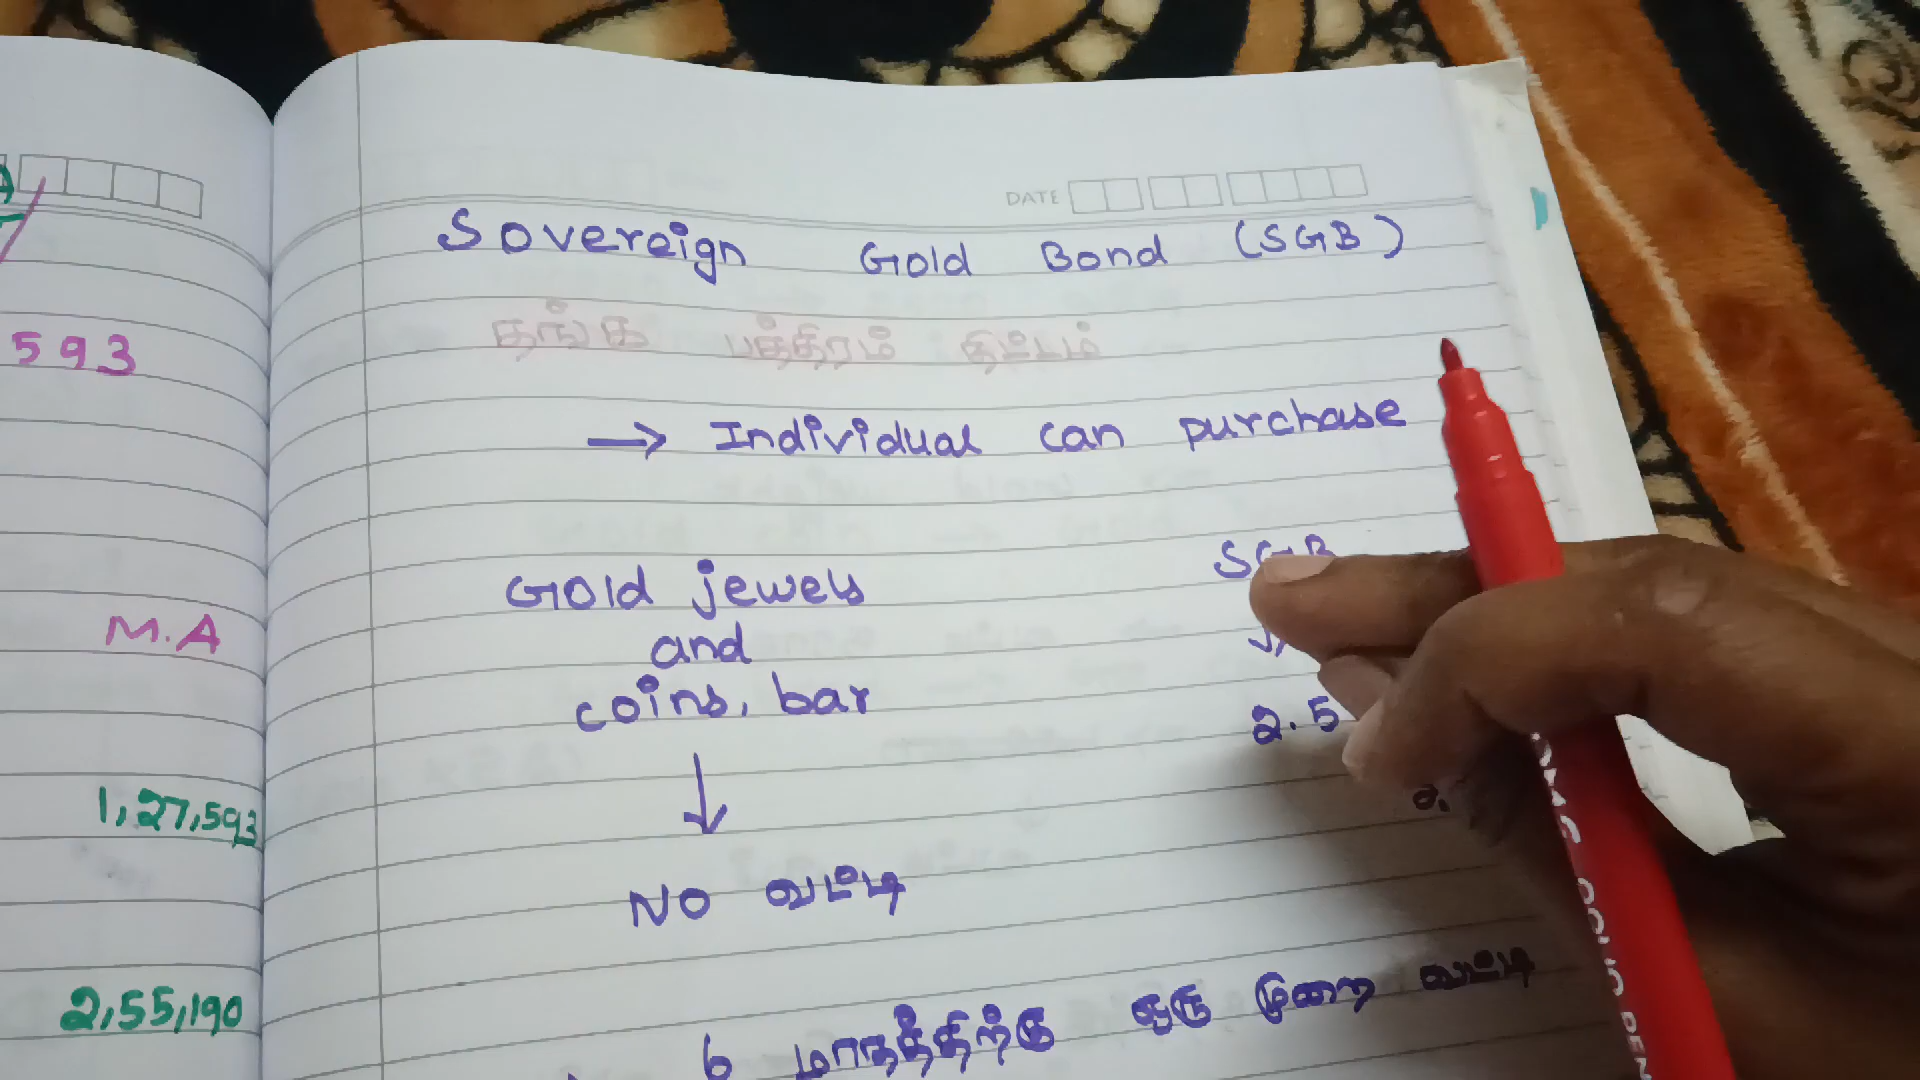 593
M.A
1,27,593
2,55,190
DATE
Sovereign Gold Bond (SGB)
தங்க பத்திரம் திட்டம்
→ Individual can purchase
Gold jewels
and
coins, bar
↓
NO வட்டி
SGB
2.5
6 மாதத்திற்கு ஒரு முறை வட்டி